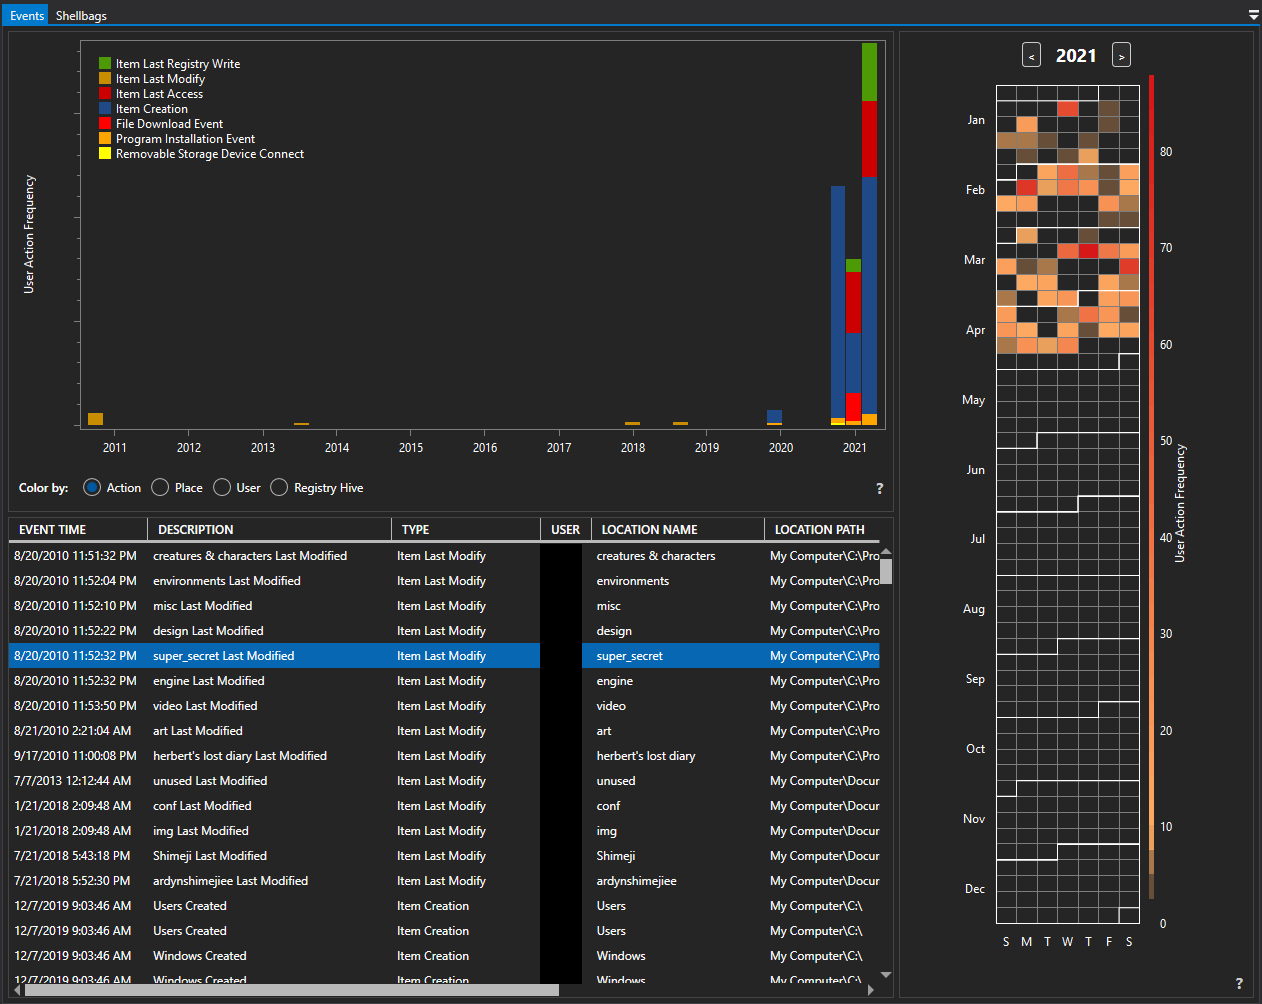 Events Shellbags
Item Last Registry Write
Item Last Modify
Item Last Access
Item Creation
File Download Event
Program Installation Event
Removable Storage Device Connect
User Action Frequency
2011 2012 2013 2014 2015 2016 2017 2018 2019 2020 2021
Color by: Action Place User Registry Hive ?
EVENT TIME DESCRIPTION TYPE USER LOCATION NAME LOCATION PATH
8/20/2010 11:51:32 PM creatures & characters Last Modified Item Last Modify creatures & characters My Computer\C:\Pro
8/20/2010 11:52:04 PM environments Last Modified Item Last Modify environments My Computer\C:\Pro
8/20/2010 11:52:10 PM misc Last Modified Item Last Modify misc My Computer\C:\Pro
8/20/2010 11:52:22 PM design Last Modified Item Last Modify design My Computer\C:\Pro
8/20/2010 11:52:32 PM super_secret Last Modified Item Last Modify super_secret My Computer\C:\Pro
8/20/2010 11:52:32 PM engine Last Modified Item Last Modify engine My Computer\C:\Pro
8/20/2010 11:53:50 PM video Last Modified Item Last Modify video My Computer\C:\Pro
8/21/2010 2:21:04 AM art Last Modified Item Last Modify art My Computer\C:\Pro
9/17/2010 11:00:08 PM herbert's lost diary Last Modified Item Last Modify herbert's lost diary My Computer\C:\Pro
7/7/2013 12:12:44 AM unused Last Modified Item Last Modify unused My Computer\Docur
1/21/2018 2:09:48 AM conf Last Modified Item Last Modify conf My Computer\Docur
1/21/2018 2:09:48 AM img Last Modified Item Last Modify img My Computer\Docur
7/21/2018 5:43:18 PM Shimeji Last Modified Item Last Modify Shimeji My Computer\Docur
7/21/2018 5:52:30 PM ardynshimejiee Last Modified Item Last Modify ardynshimejiee My Computer\Docur
12/7/2019 9:03:46 AM Users Created Item Creation Users My Computer\C:\
12/7/2019 9:03:46 AM Users Created Item Creation Users My Computer\C:\
12/7/2019 9:03:46 AM Windows Created Item Creation Windows My Computer\C:\
12/7/2019 9:03:46 AM Windows Created Item Creation Windows My Computer\C:\
< 2021 >
Jan
Feb
Mar
Apr
May
Jun
Jul
Aug
Sep
Oct
Nov
Dec
S M T W T F S
80
70
60
50
40
30
20
10
0
User Action Frequency
?